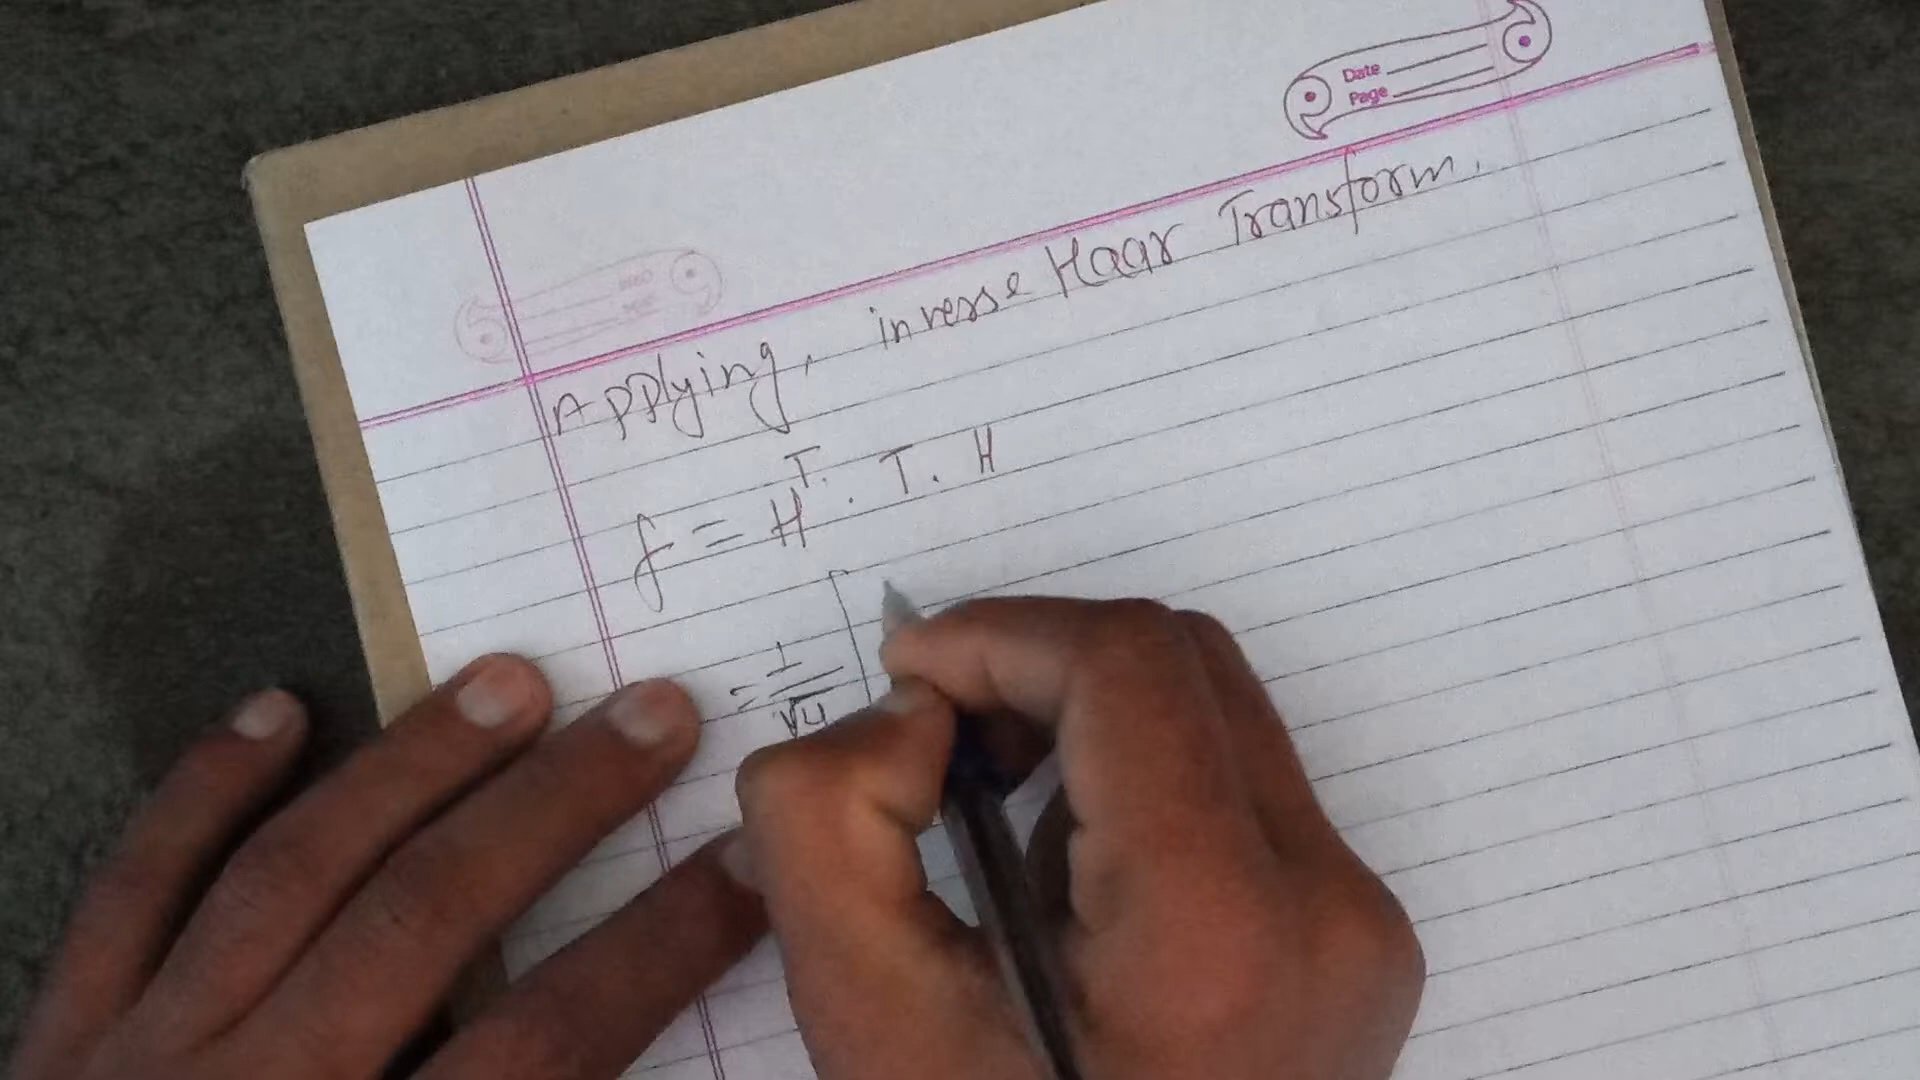 Date
Page
Applying, inverse Haar Transform.
f = H^T. . T. H
= 1/√4 [